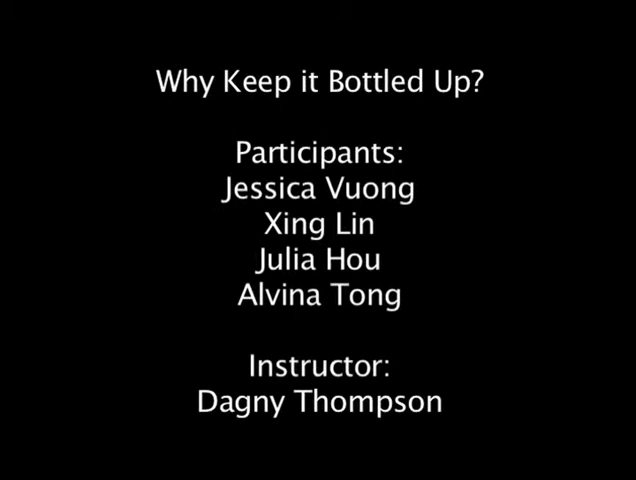 Why Keep it Bottled Up?
Participants:
Jessica Vuong
Xing Lin
Julia Hou
Alvina Tong
Instructor:
Dagny Thompson